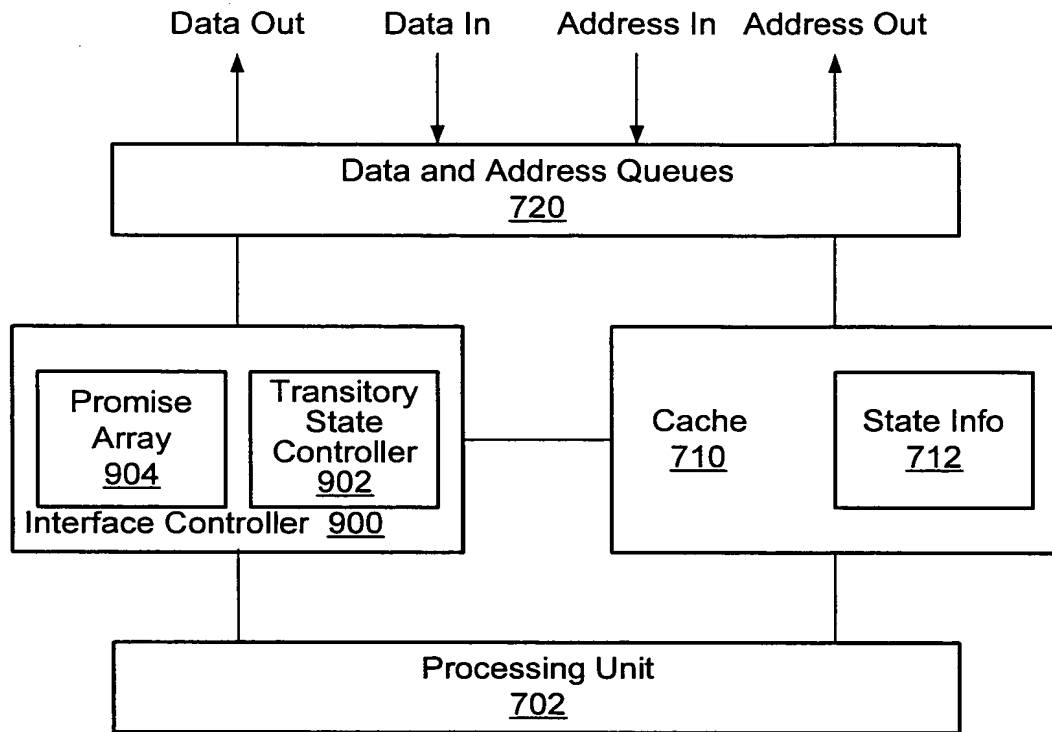 Data Out
Data In
Address In
Address Out
Data and Address Queues
720
Promise
Array
904
Transitory
State
Controller
902
Interface Controller 900
Cache
710
State Info
712
Processing Unit
702